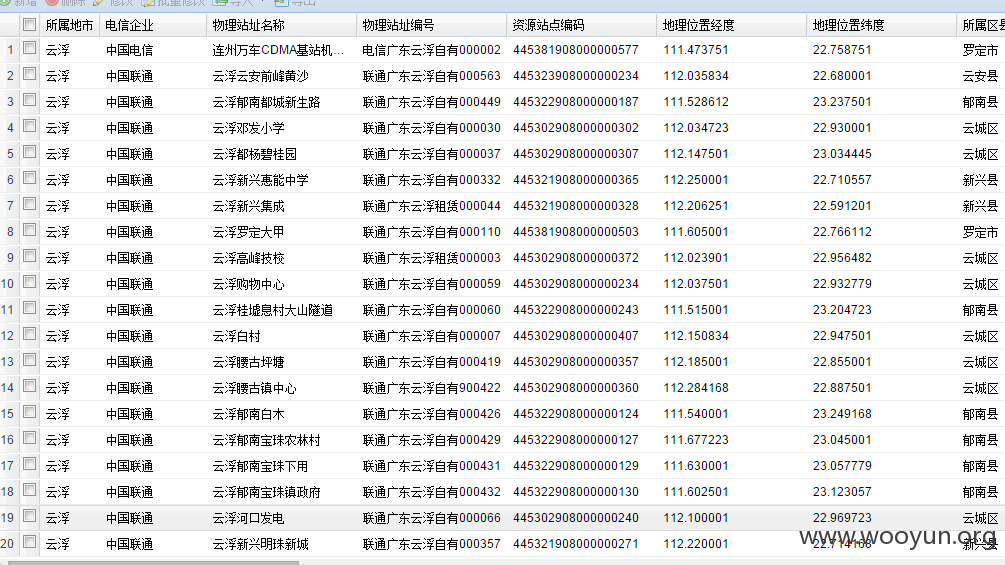 新增 删除 修改 批量修改 导入 导出
所属地市 电信企业 物理站址名称 物理站址编号 资源站点编码 地理位置经度 地理位置纬度 所属区县
1 云浮 中国电信 连州万车CDMA基站机... 电信广东云浮自有000002 445381908000000577 111.473751 22.758751 罗定市
2 云浮 中国联通 云浮云安前峰黄沙 联通广东云浮自有000563 445323908000000234 112.035834 22.680001 云安县
3 云浮 中国联通 云浮郁南都城新生路 联通广东云浮自有000449 445322908000000187 111.528612 23.237501 郁南县
4 云浮 中国联通 云浮邓发小学 联通广东云浮自有000030 445302908000000302 112.034723 22.930001 云城区
5 云浮 中国联通 云浮都杨碧桂园 联通广东云浮自有000037 445302908000000307 112.147501 23.034445 云城区
6 云浮 中国联通 云浮新兴惠能中学 联通广东云浮自有000332 445321908000000365 112.250001 22.710557 新兴县
7 云浮 中国联通 云浮新兴集成 联通广东云浮租赁000044 445321908000000328 112.206251 22.591201 新兴县
8 云浮 中国联通 云浮罗定大甲 联通广东云浮自有000110 445381908000000503 111.605001 22.766112 罗定市
9 云浮 中国联通 云浮高峰技校 联通广东云浮租赁000003 445302908000000372 112.023901 22.956482 云城区
10 云浮 中国联通 云浮购物中心 联通广东云浮自有000059 445302908000000234 112.037501 22.932779 云城区
11 云浮 中国联通 云浮桂墟息村大山隧道 联通广东云浮自有000060 445322908000000243 111.515001 23.204723 郁南县
12 云浮 中国联通 云浮白村 联通广东云浮自有000007 445302908000000407 112.150834 22.947501 云城区
13 云浮 中国联通 云浮腰古坪塘 联通广东云浮自有000419 445302908000000357 112.185001 22.855001 云城区
14 云浮 中国联通 云浮腰古镇中心 联通广东云浮自有900422 445302908000000360 112.284168 22.887501 云城区
15 云浮 中国联通 云浮郁南白木 联通广东云浮自有000426 445322908000000124 111.540001 23.249168 郁南县
16 云浮 中国联通 云浮郁南宝珠农林村 联通广东云浮自有000429 445322908000000127 111.677223 23.045001 郁南县
17 云浮 中国联通 云浮郁南宝珠下用 联通广东云浮自有000431 445322908000000129 111.630001 23.057779 郁南县
18 云浮 中国联通 云浮郁南宝珠镇政府 联通广东云浮自有000432 445322908000000130 111.602501 23.123057 郁南县
19 云浮 中国联通 云浮河口发电 联通广东云浮自有000066 445302908000000240 112.100001 22.969723 云城区
20 云浮 中国联通 云浮新兴明珠新城 联通广东云浮自有000357 445321908000000271 112.220001 22.714168 新兴县
www.wooyun.org